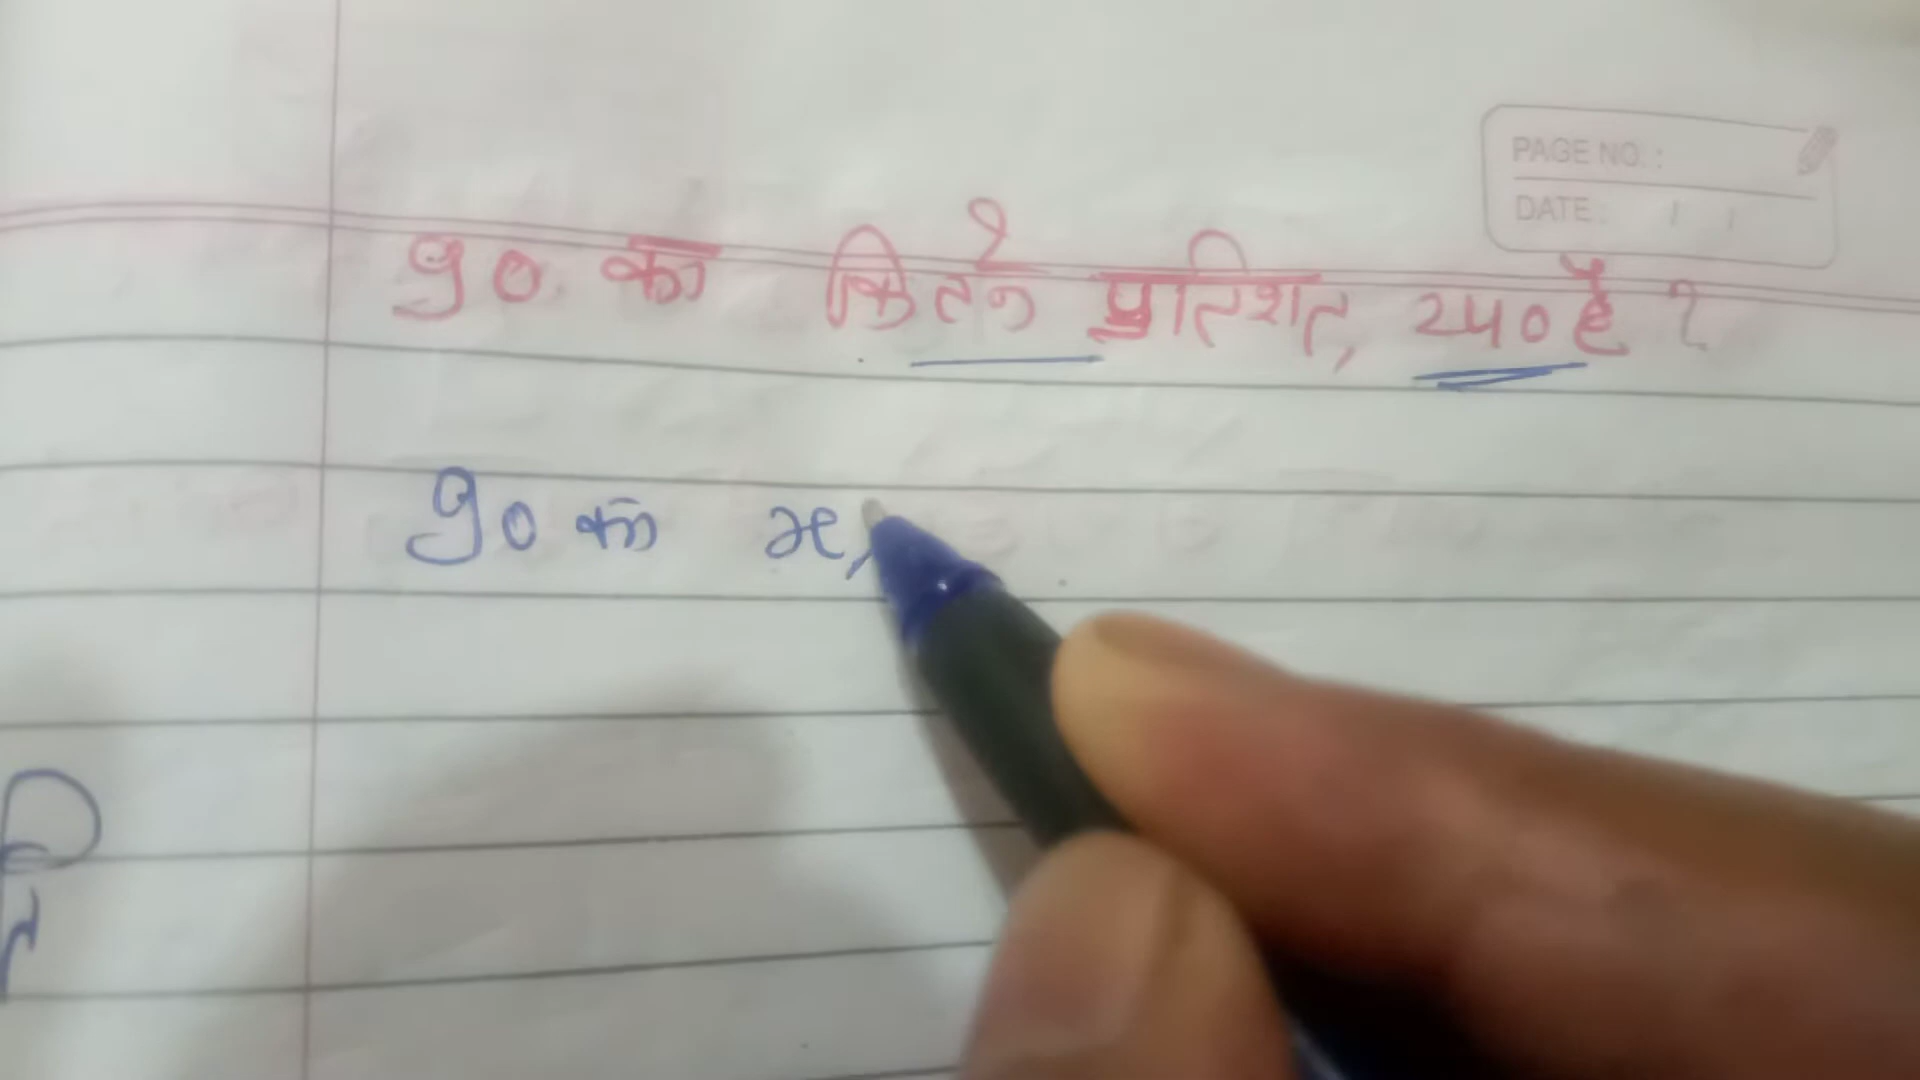 PAGE NO. :
DATE : / /
90 का कितने प्रतिशत, 240 है ?
90 का x